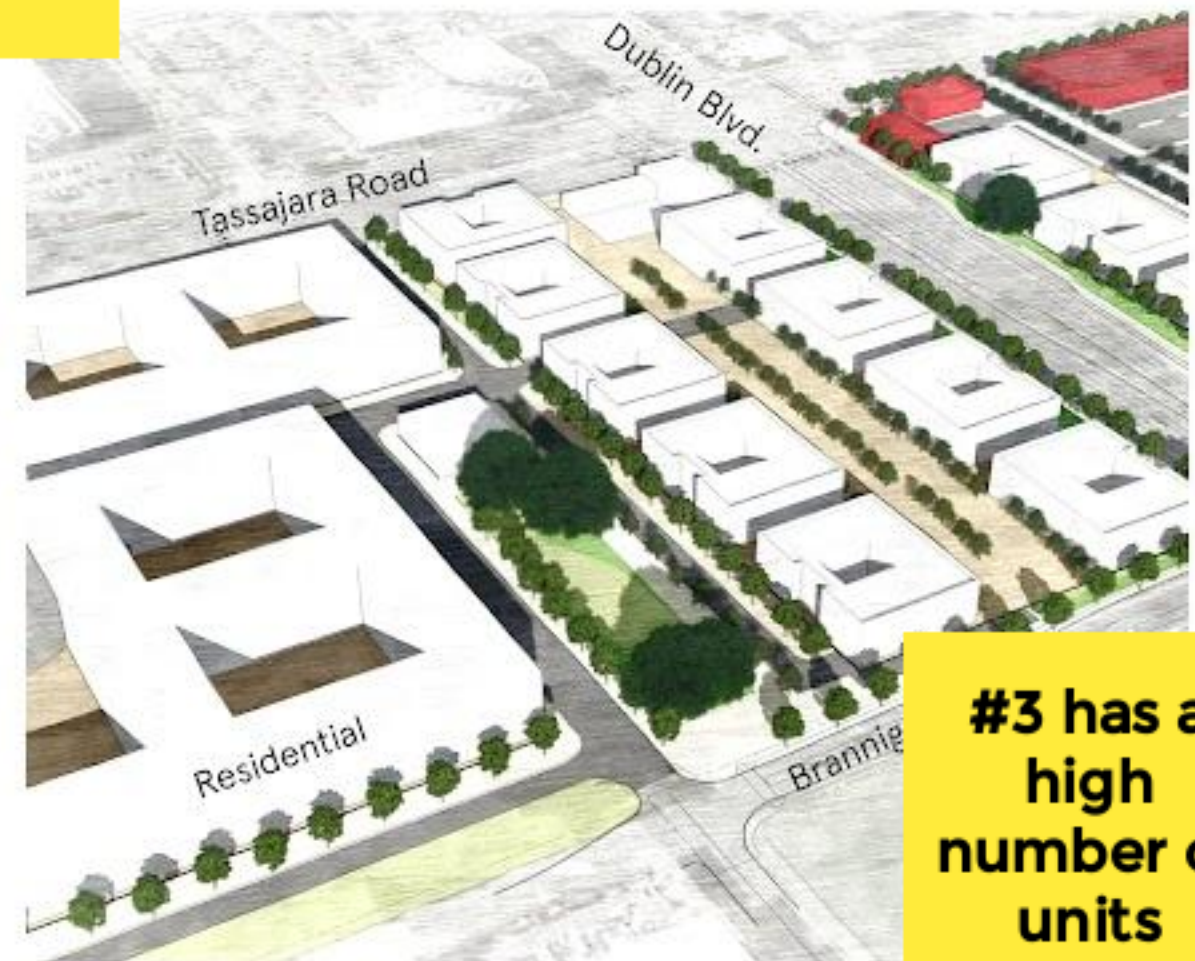 Dublin Blvd.
Tassajara Road
Residential
#3 has a
high
number
units